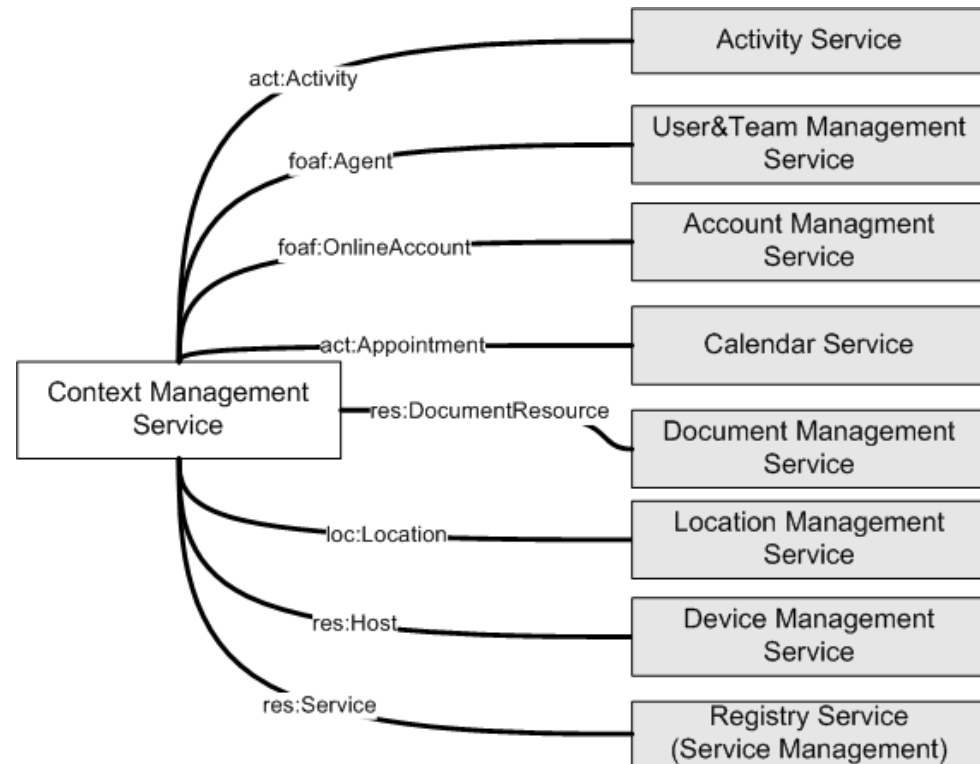 Activity Service
act:Activity
User&Team Management
Service
foaf:Agent
Account Managment
Service
foaf:OnlineAccount
act:Appointment
Calendar Service
Context Management
Service
res:DocumentResource
Document Management
Service
loc:Location
Location Management
Service
res:Host
Device Management
Service
res:Service
Registry Service
(Service Management)